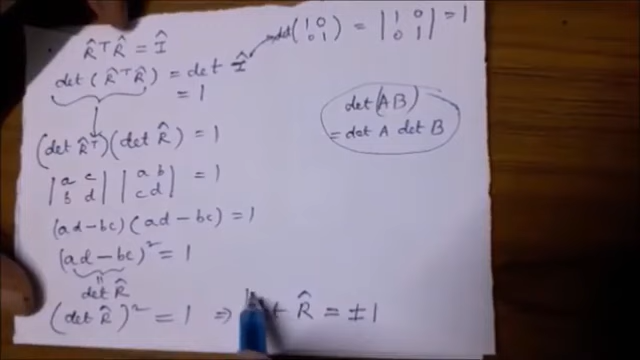 R̂ᵀR̂ = Î
det (R̂ᵀR̂) = det Î
= 1
det (1 0 0 1) = |1 0 0 1| = 1
det(AB)
= det A det B
(det R̂ᵀ)(det R̂) = 1
|a c b d| |a b c d| = 1
(ad-bc)(ad-bc) = 1
(ad-bc)² = 1
=
det R̂
(det R̂)² = 1 ⇒ R̂ = ±1